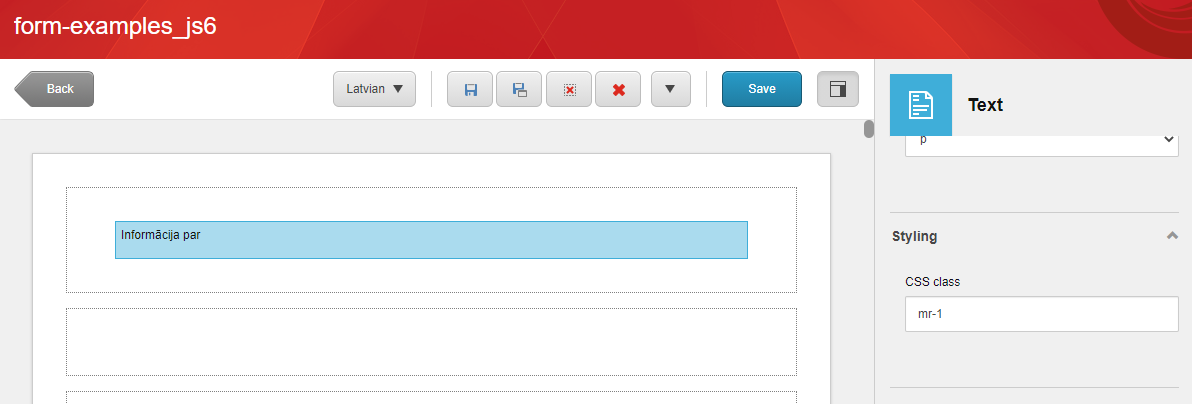 form-examples_js6
Back
Latvian
Save
Text
p
Informācija par
Styling
CSS class
mr-1